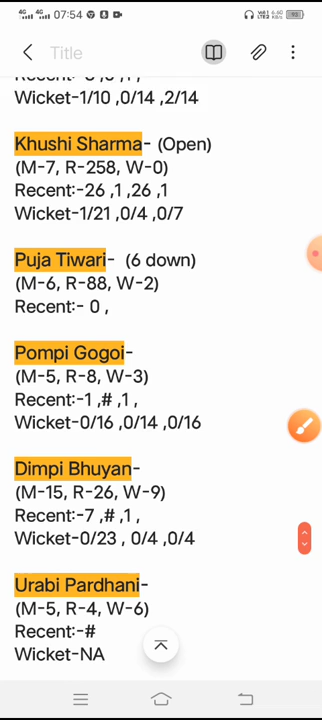 4G 4G 07:54
Title
Wicket-1/10 ,0/14 ,2/14
Khushi Sharma- (Open)
(M-7, R-258, W-0)
Recent:-26 ,1 ,26 ,1
Wicket-1/21 ,0/4 ,0/7
Puja Tiwari- (6 down)
(M-6, R-88, W-2)
Recent:- 0 ,
Pompi Gogoi-
(M-5, R-8, W-3)
Recent:-1 ,# ,1 ,
Wicket-0/16 ,0/14 ,0/16
Dimpi Bhuyan-
(M-15, R-26, W-9)
Recent:-7 ,# ,1 ,
Wicket-0/23 , 0/4 ,0/4
Urabi Pardhani-
(M-5, R-4, W-6)
Recent:-#
Wicket-NA